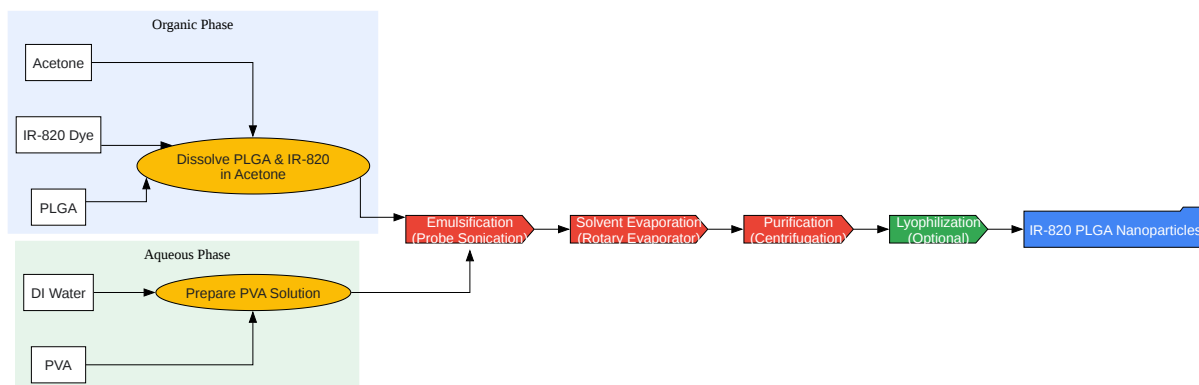 Organic Phase
Acetone
IR-820 Dye
Dissolve PLGA & IR-820
in Acetone
PLGA
Emulsification
(Probe Sonication)
Solvent Evaporation
(Rotary Evaporator)
Purification
(Centrifugation)
Lyophilization
(Optional)
IR-820 PLGA Nanoparticles
Aqueous Phase
DI Water
Prepare PVA Solution
PVA